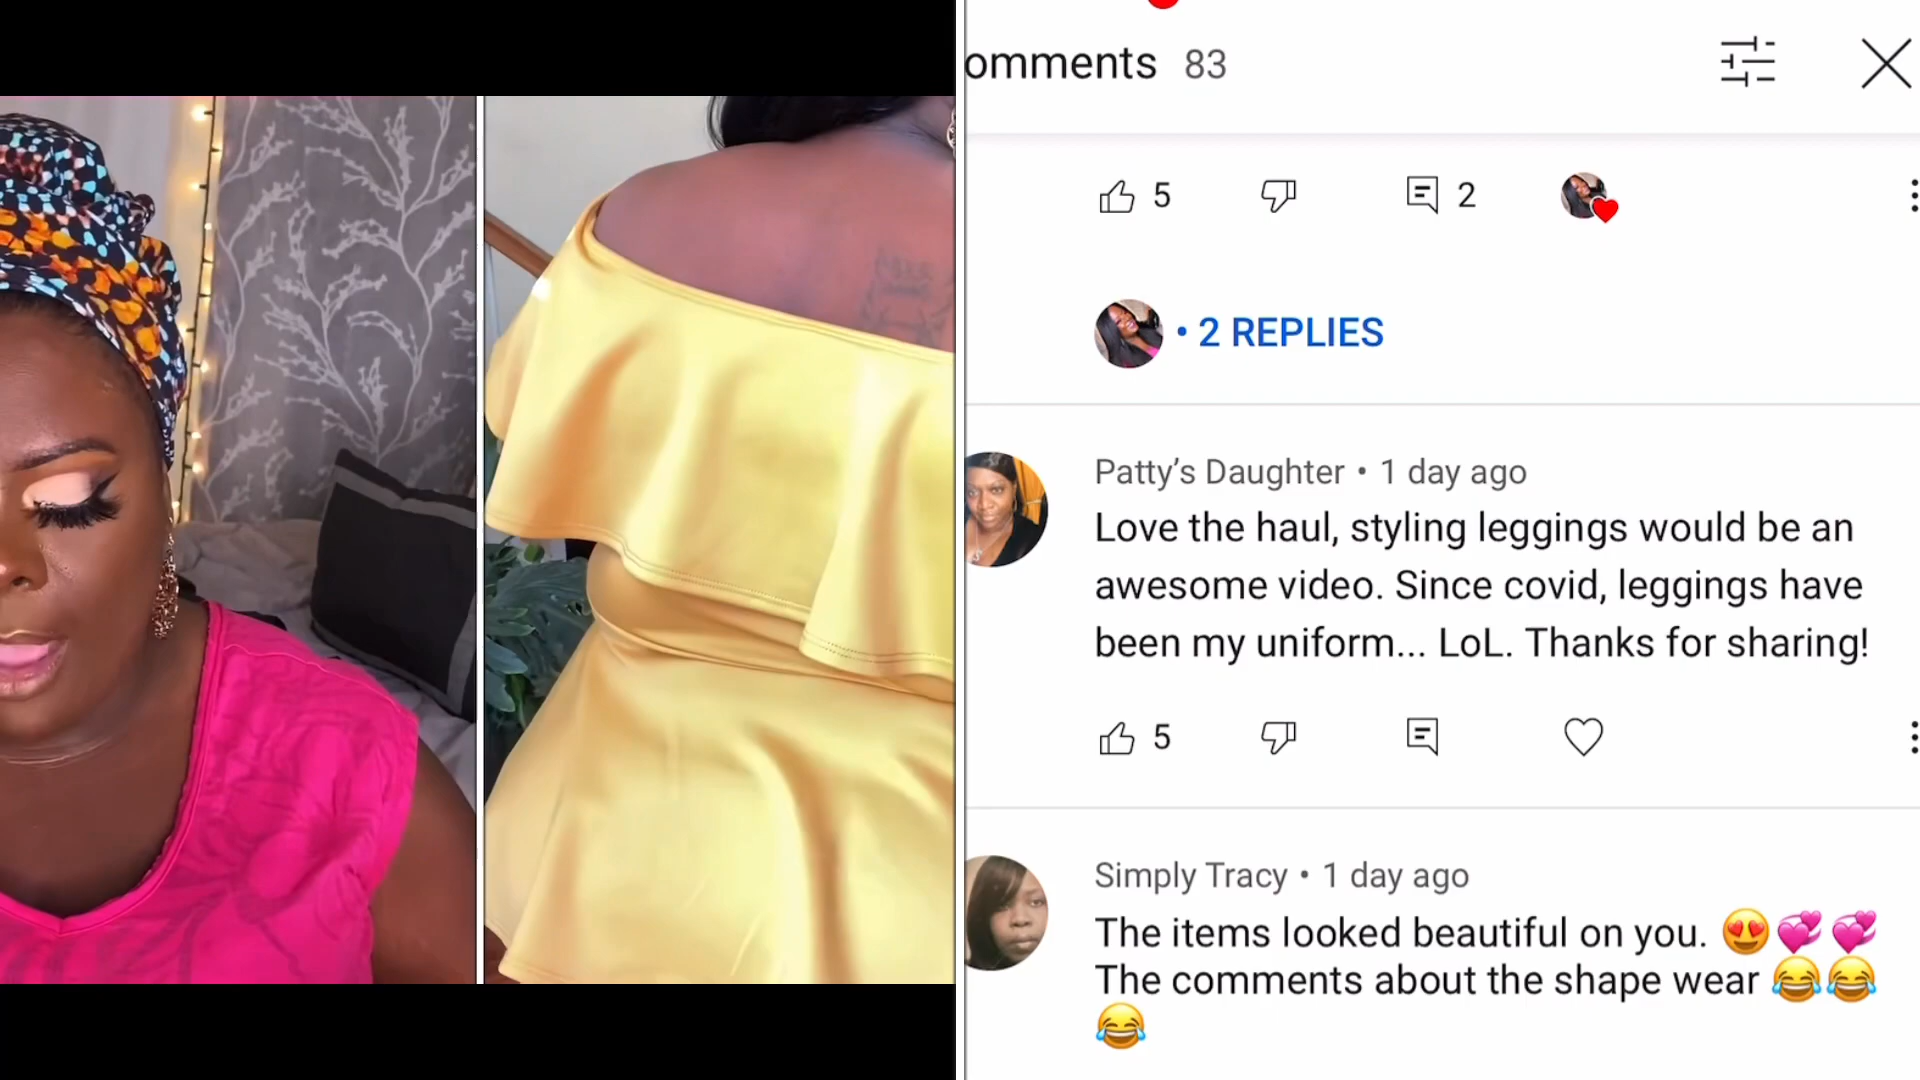 omments 83
5 2
• 2 REPLIES
Patty’s Daughter • 1 day ago
Love the haul, styling leggings would be an
awesome video. Since covid, leggings have
been my uniform... LoL. Thanks for sharing!
5
Simply Tracy • 1 day ago
The items looked beautiful on you. 😍💞💞
The comments about the shape wear 😂😂
😂